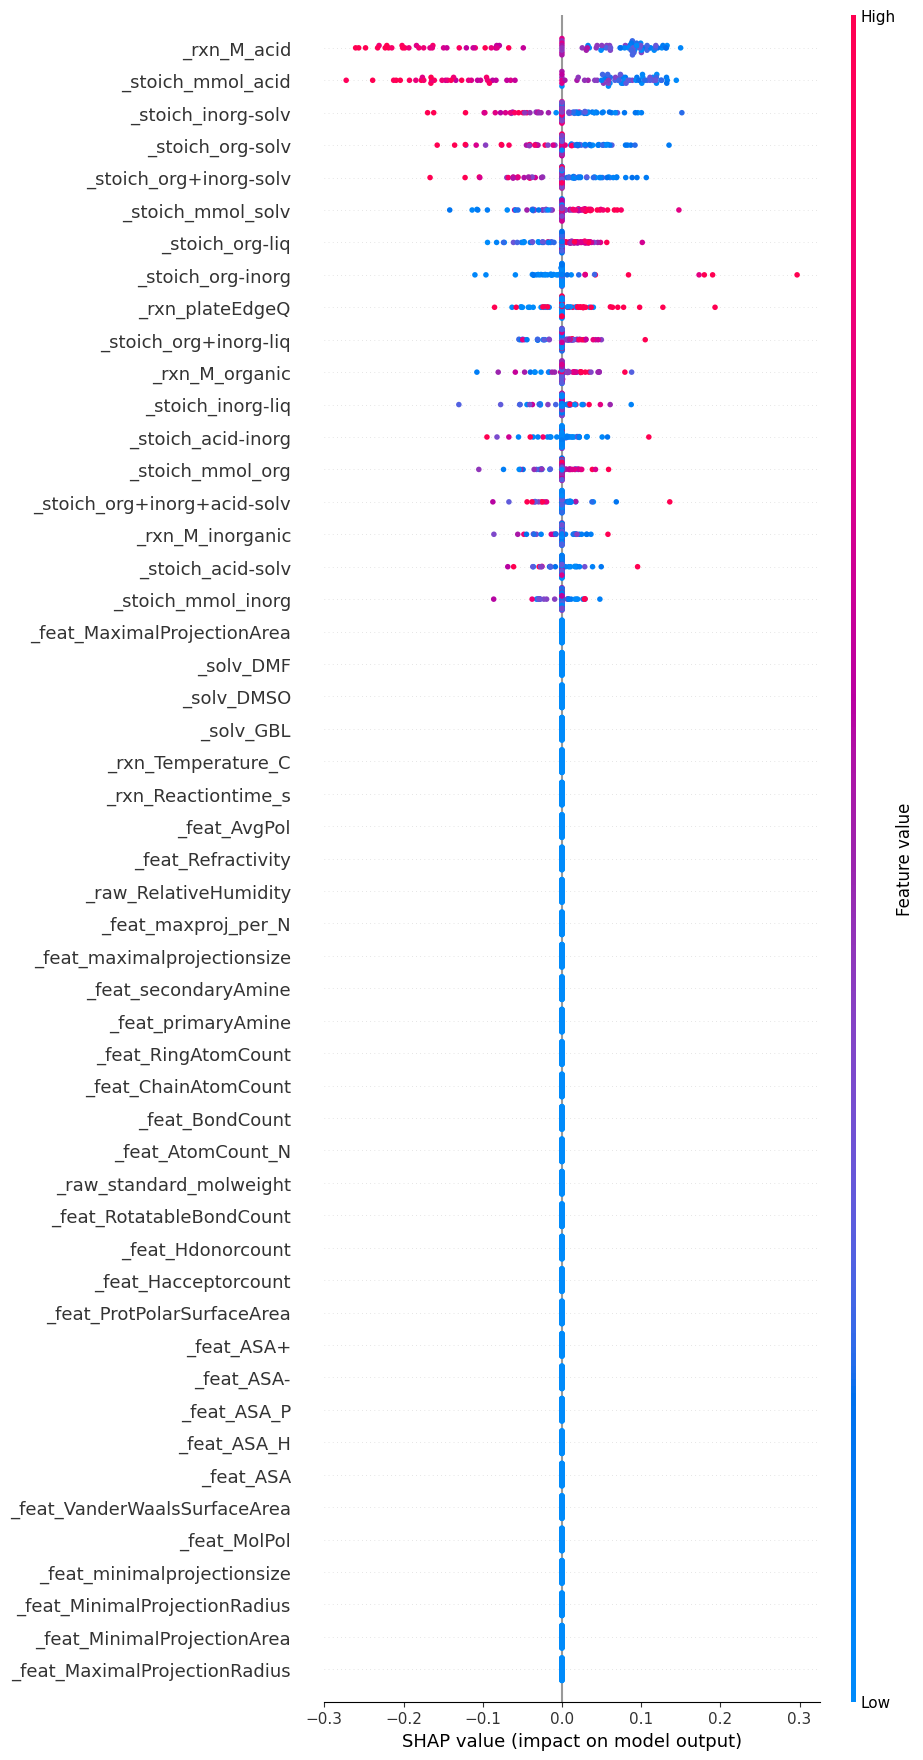 High
_rxn_M_acid
_stoich_mmol_acid
_stoich_inorg-solv
_stoich_org-solv
_stoich_org+inorg-solv
_stoich_mmol_solv
_stoich_org-liq
_stoich_org-inorg
_rxn_plateEdgeQ
_stoich_org+inorg-liq
_rxn_M_organic
_stoich_inorg-liq
_stoich_acid-inorg
_stoich_mmol_org
_stoich_org+inorg+acid-solv
_rxn_M_inorganic
_stoich_acid-solv
_stoich_mmol_inorg
_feat_MaximalProjectionArea
_solv_DMF
_solv_DMSO
_solv_GBL
_rxn_Temperature_C
_rxn_Reactiontime_s
_feat_AvgPol
_feat_Refractivity
_raw_RelativeHumidity
_feat_maxproj_per_N
_feat_maximalprojectionsize
_feat_secondaryAmine
_feat_primaryAmine
_feat_RingAtomCount
_feat_ChainAtomCount
_feat_BondCount
_feat_AtomCount_N
_raw_standard_molweight
_feat_RotatableBondCount
_feat_Hdonorcount
_feat_Hacceptorcount
_feat_ProtPolarSurfaceArea
_feat_ASA+
_feat_ASA-
_feat_ASA_P
_feat_ASA_H
_feat_ASA
_feat_VanderWaalsSurfaceArea
_feat_MolPol
_feat_minimalprojectionsize
_feat_MinimalProjectionRadius
_feat_MinimalProjectionArea
_feat_MaximalProjectionRadius
Feature value
Low
−0.3 −0.2 −0.1 0.0 0.1 0.2 0.3
SHAP value (impact on model output)